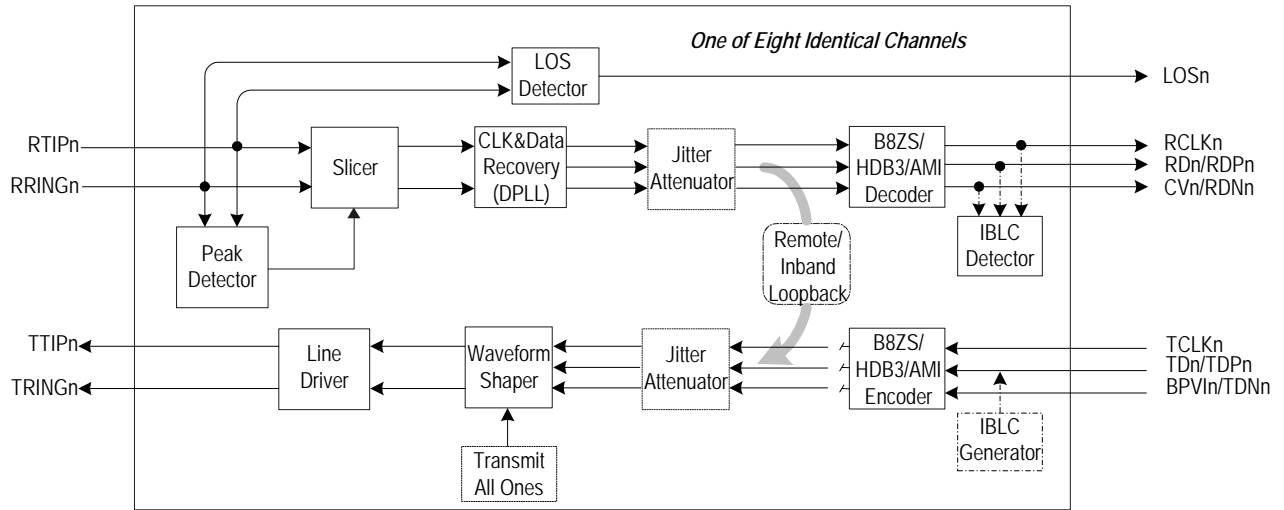 One of Eight Identical Channels
LOS
Detector
LOSn
RTIPn
RRINGn
Slicer
CLK&Data
Recovery
(DPLL)
Jitter
Attenuator
B8ZS/
HDB3/AMI
Decoder
RCLKn
RDn/RDPn
CVn/RDNn
Peak
Detector
Remote/
Inband
Loopback
IBLC
Detector
TTIPn
TRINGn
Line
Driver
Waveform
Shaper
Jitter
Attenuator
B8ZS/
HDB3/AMI
Encoder
TCLKn
TDn/TDPn
BPVIn/TDNn
Transmit
All Ones
IBLC
Generator